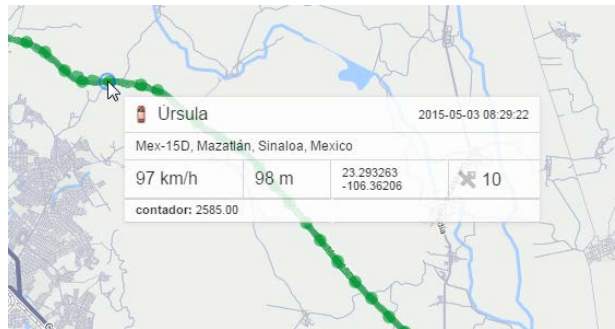 Úrsula
2015-05-03 08:29:22
Mex-15D, Mazatlán, Sinaloa, Mexico
97 km/h
98 m
23.293263
-106.36206
10
contador: 2585.00